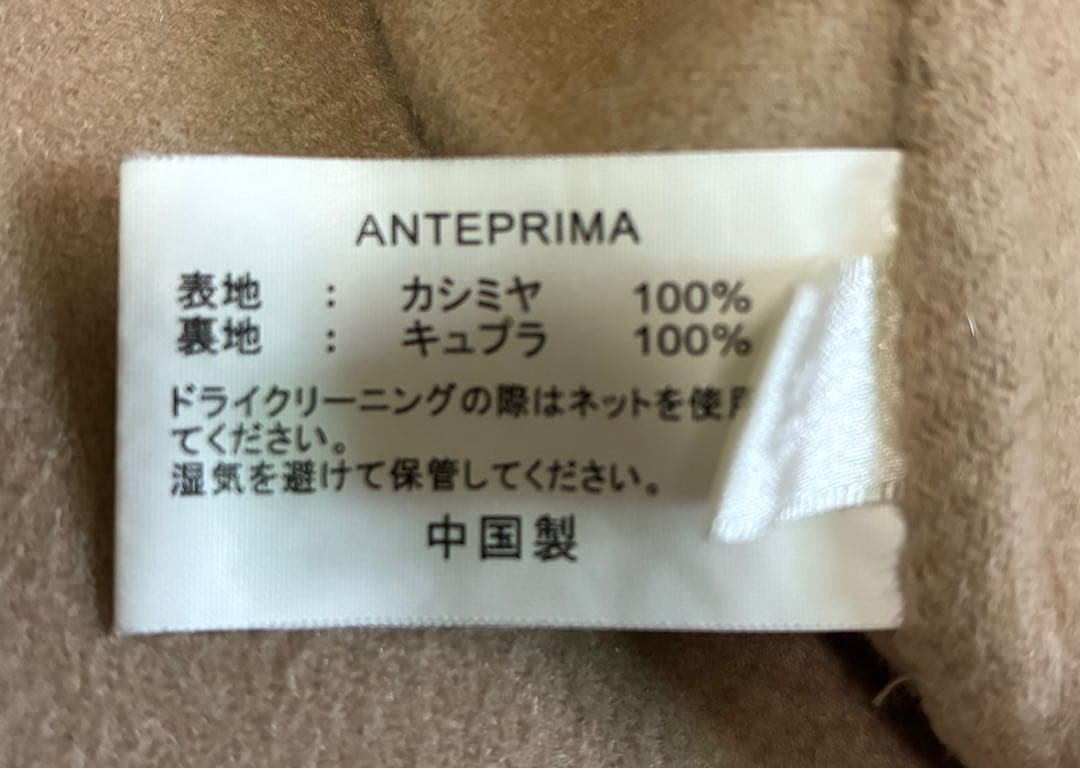 ANTEPRIMA
表地 : カシミヤ 100%
裏地 : キュプラ 100%
ドライクリーニングの際はネットを使用
てください。
湿気を避けて保管してください。
中国製